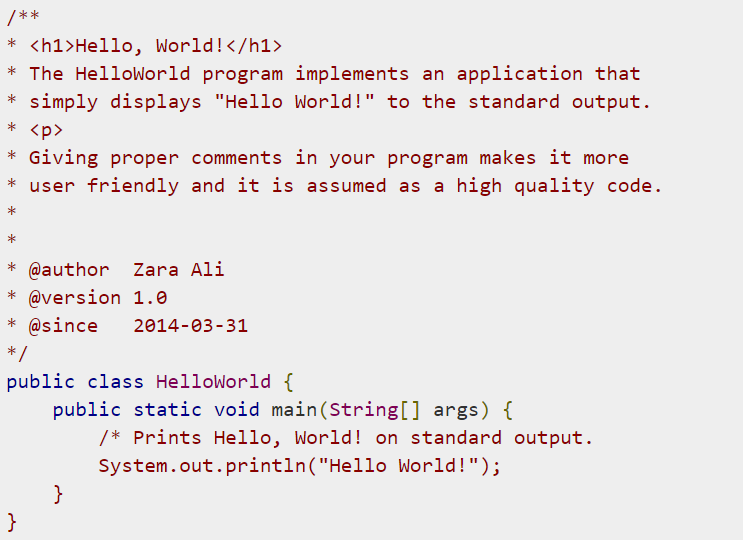 /**
* <h1>Hello, World!</h1>
* The HelloWorld program implements an application that
* simply displays "Hello World!" to the standard output.
* <p>
* Giving proper comments in your program makes it more
* user friendly and it is assumed as a high quality code.
*
*
* @author  Zara Ali
* @version 1.0
* @since   2014-03-31
*/
public class HelloWorld {
    public static void main(String[] args) {
        /* Prints Hello, World! on standard output.
        System.out.println("Hello World!");
    }
}